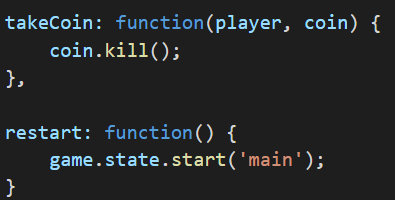 takeCoin: function(player, coin) {
    coin.kill();
},

restart: function() {
    game.state.start('main');
}